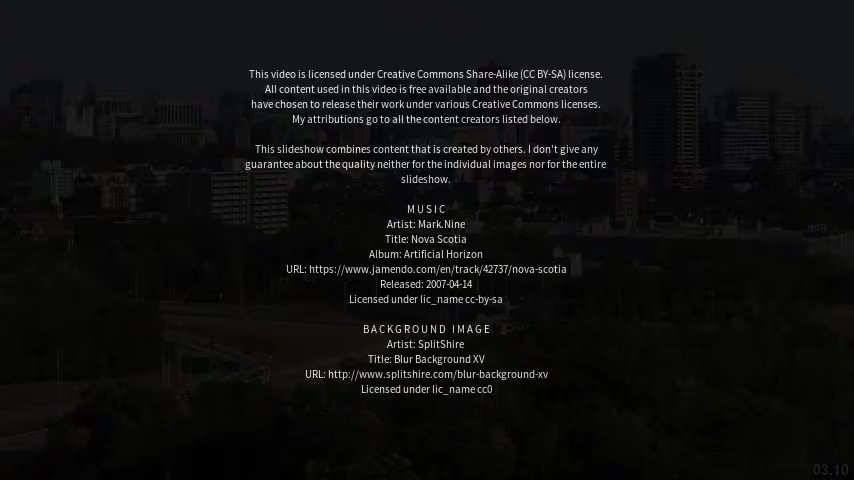 This video is licensed under Creative Commons Share-Alike (CC BY-SA) license.
All content used in this video is free available and the original creators
have chosen to release their work under various Creative Commons licenses.
My attributions go to all the content creators listed below.
This slideshow combines content that is created by others. I don't give any
guarantee about the quality neither for the individual images nor for the entire
slideshow.
MUSIC
Artist: Mark.Nine
Title: Nova Scotia
Album: Artificial Horizon
URL: https://www.jamendo.com/en/track/42737/nova-scotia
Released: 2007-04-14
Licensed under lic_name cc-by-sa
BACKGROUND IMAGE
Artist: SplitShire
Title: Blur Background XV
URL: http://www.splitshire.com/blur-background-xv
Licensed under lic_name cc0
03.10